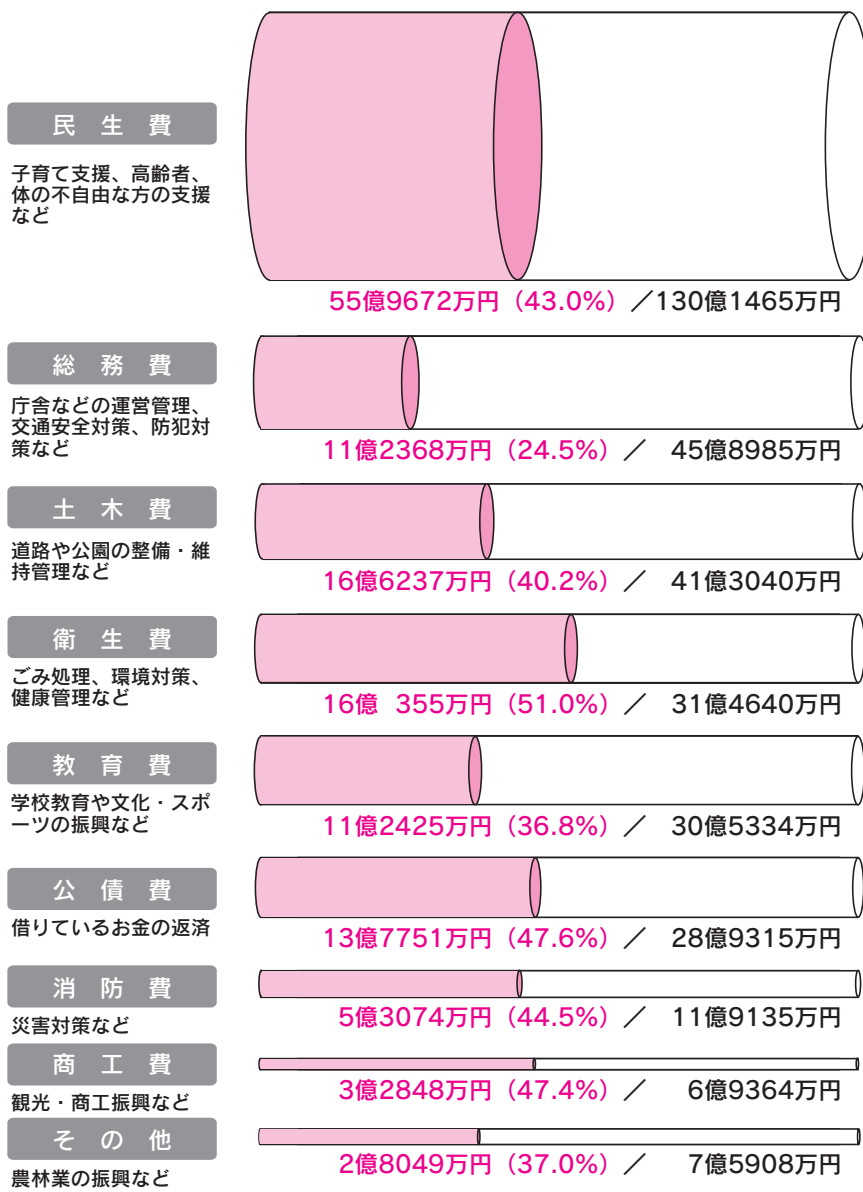 民生費
子育て支援、高齢者、
体の不自由な方の支援
など
55億9672万円（43.0%）／130億1465万円
総務費
庁舎などの運営管理、
交通安全対策、防犯対
策など
11億2368万円（24.5%）／ 45億8985万円
土木費
道路や公園の整備・維
持管理など
16億6237万円（40.2%）／ 41億3040万円
衛生費
ごみ処理、環境対策、
健康管理など
16億 355万円（51.0%）／ 31億4640万円
教育費
学校教育や文化・スポ
ーツの振興など
11億2425万円（36.8%）／ 30億5334万円
公債費
借りているお金の返済
13億7751万円（47.6%）／ 28億9315万円
消防費
災害対策など
5億3074万円（44.5%）／ 11億9135万円
商工費
観光・商工振興など
3億2848万円（47.4%）／ 6億9364万円
その他
農林業の振興など
2億8049万円（37.0%）／ 7億5908万円